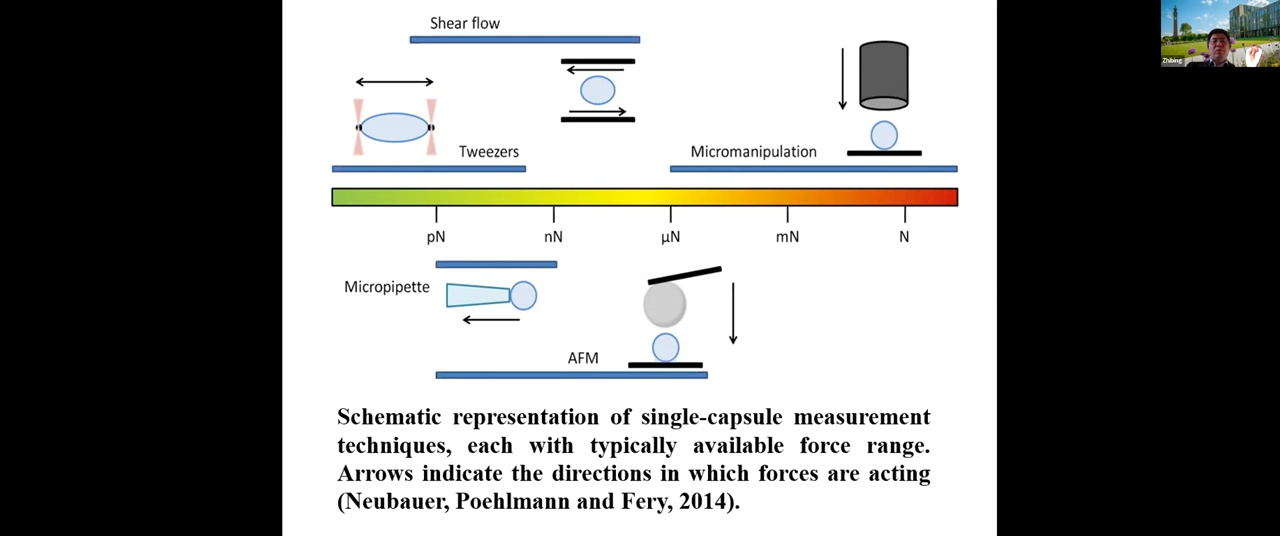 Shear flow
Zhibing
Tweezers
Micromanipulation
pN
nN
µN
mN
N
Micropipette
AFM
Schematic representation of single-capsule measurement
techniques, each with typically available force range.
Arrows indicate the directions in which forces are acting
(Neubauer, Poehlmann and Fery, 2014).